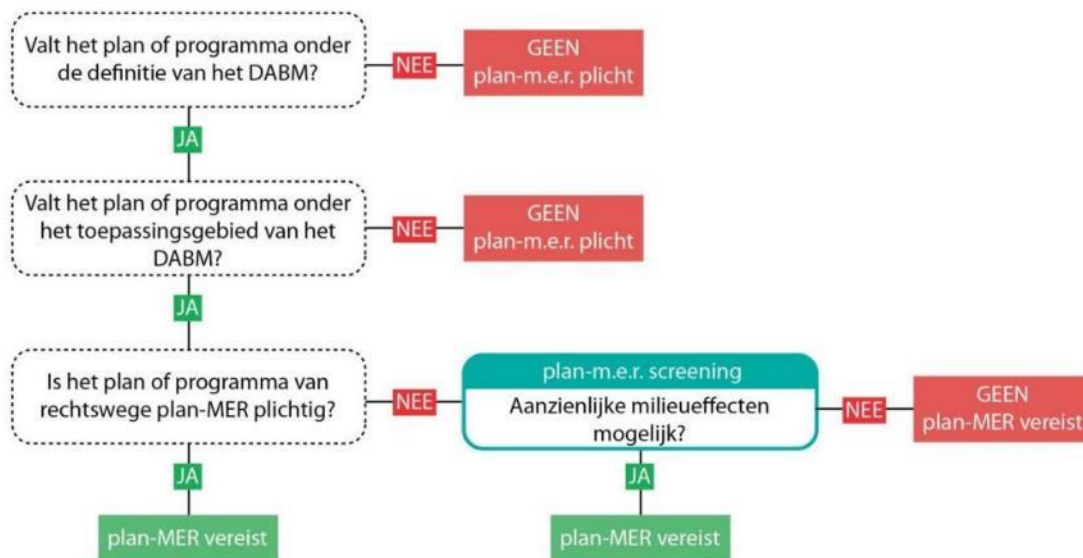 Valt het plan of programma onder
de definitie van het DABM?
NEE
GEEN
plan-m.e.r. plicht
JA
Valt het plan of programma onder
het toepassingsgebied van het
DABM?
NEE
GEEN
plan-m.e.r. plicht
JA
Is het plan of programma van
rechtswege plan-MER plichtig?
NEE
plan-m.e.r. screening
Aanzienlijke milieueffecten
mogelijk?
NEE
GEEN
plan-MER vereist
JA
JA
plan-MER vereist
plan-MER vereist